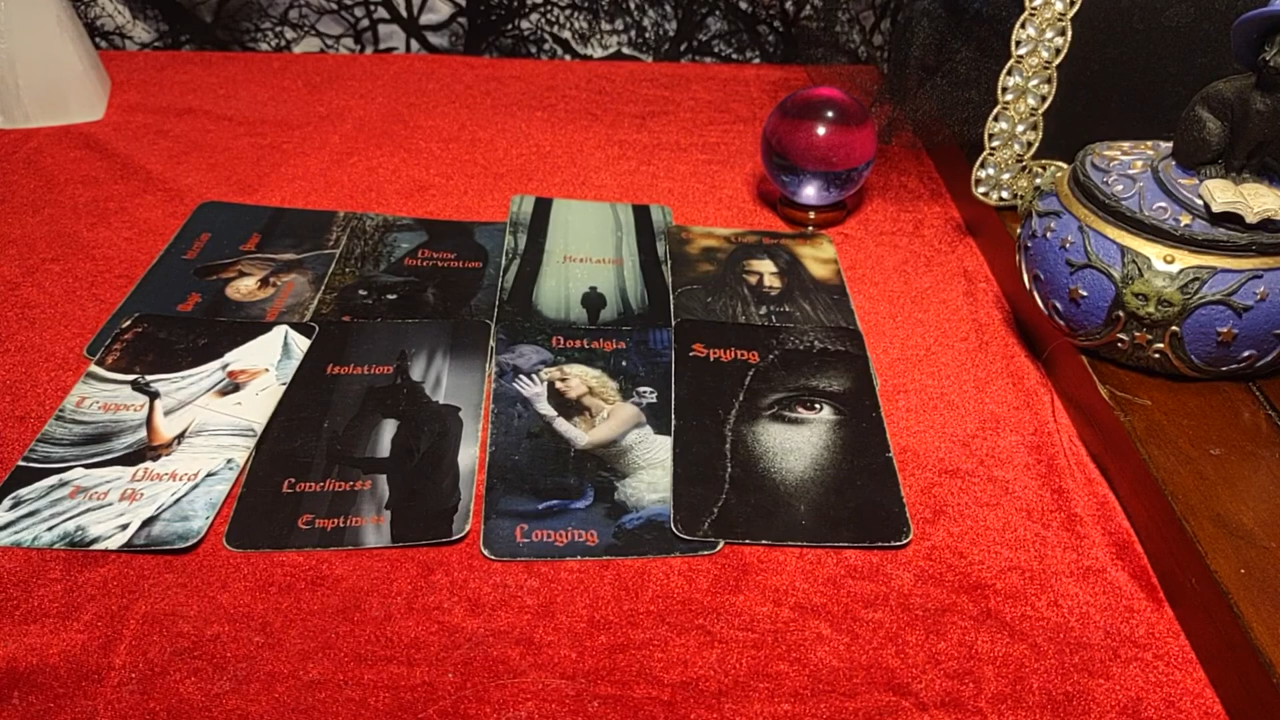 Divine
Intervention
Hesitation
Trapped
Blocked
Tied Up
Isolation
Loneliness
Emptiness
Nostalgia
Longing
Spying